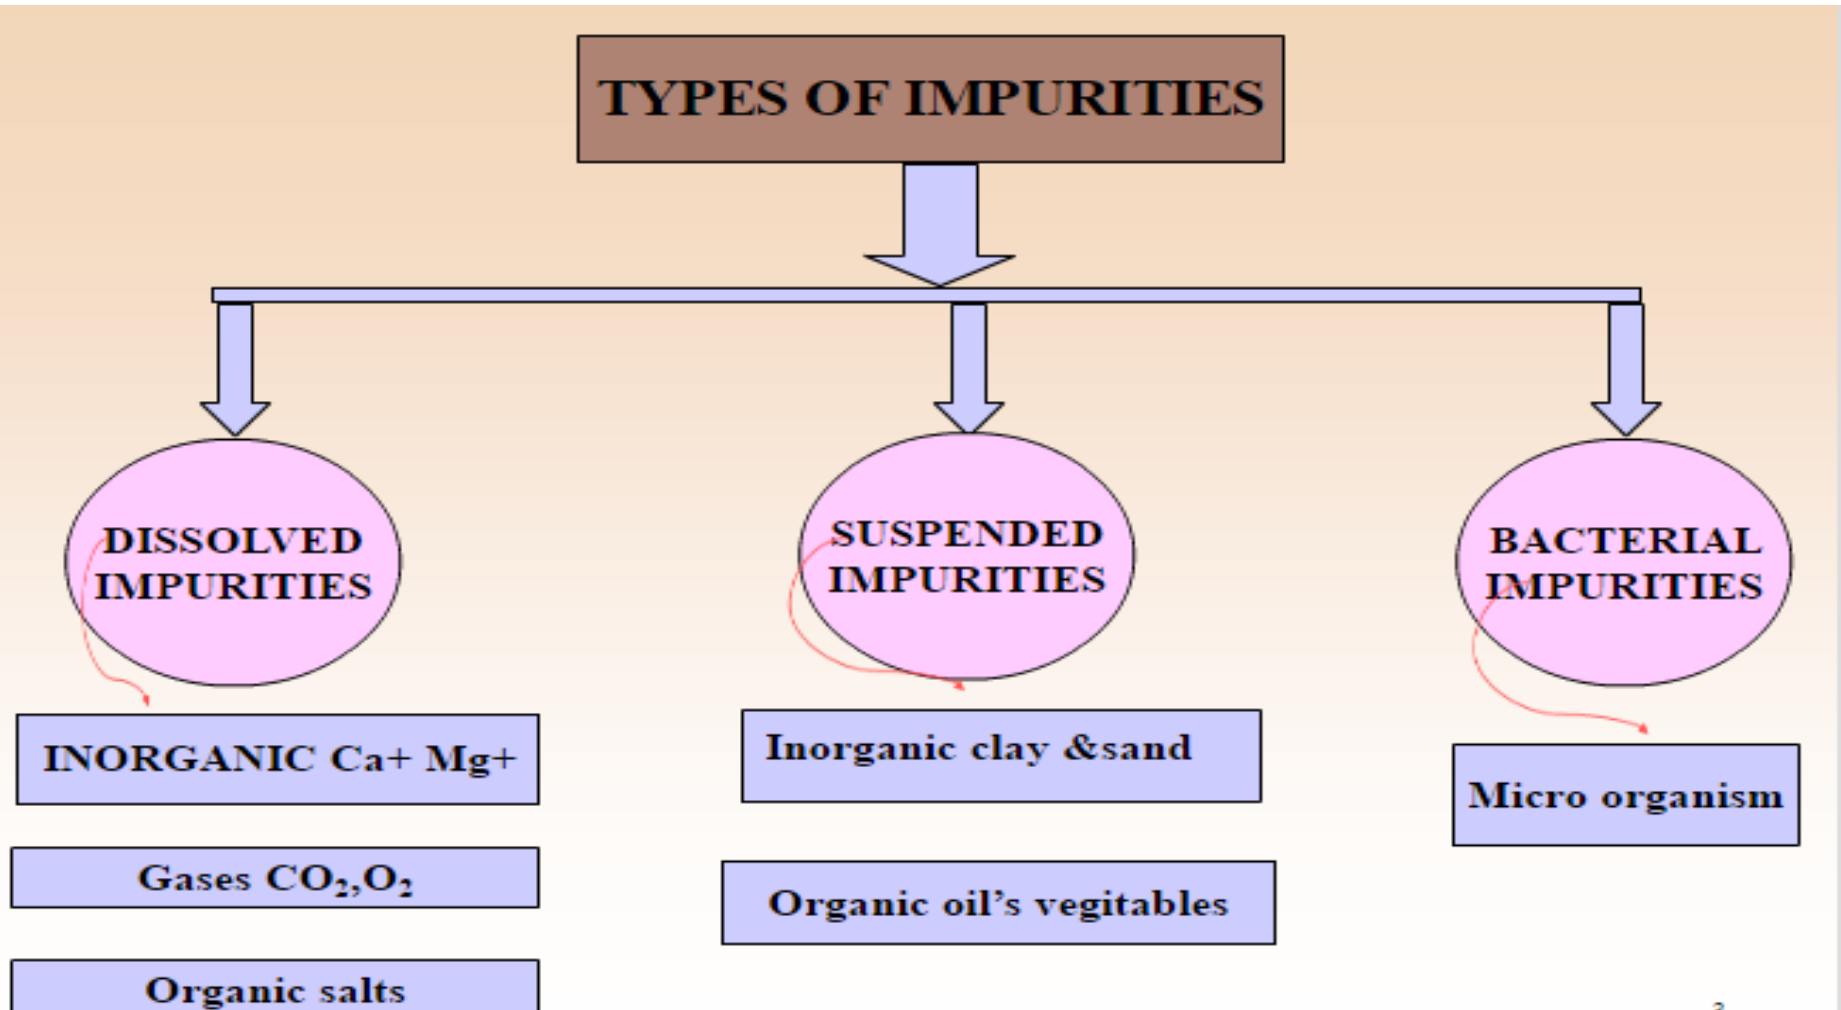 TYPES OF IMPURITIES
DISSOLVED
IMPURITIES
SUSPENDED
IMPURITIES
BACTERIAL
IMPURITIES
INORGANIC Ca+ Mg+
Gases CO₂,O₂
Organic salts
Inorganic clay &sand
Organic oil’s vegitables
Micro organism